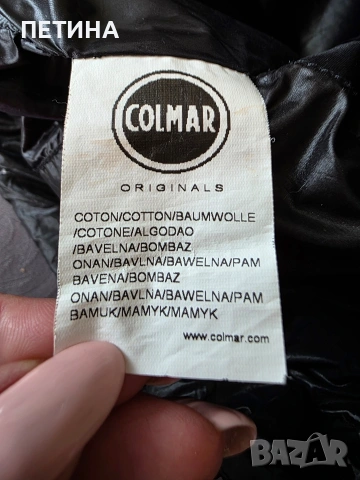 ПЕТИНА
COLMAR
ORIGINALS
COTON/COTTON/BAUMWOLLE
/COTONE/ALGODAO
/BAVELNA/BOMBAZ
ONAN/BAVLNA/BAWELNA/PAM
BAVENA/BOMBAZ
ONAN/BAVLNA/BAWELNA/PAM
BAMUK/MAMYK/MAMYK
www.colmar.com
BAZAR